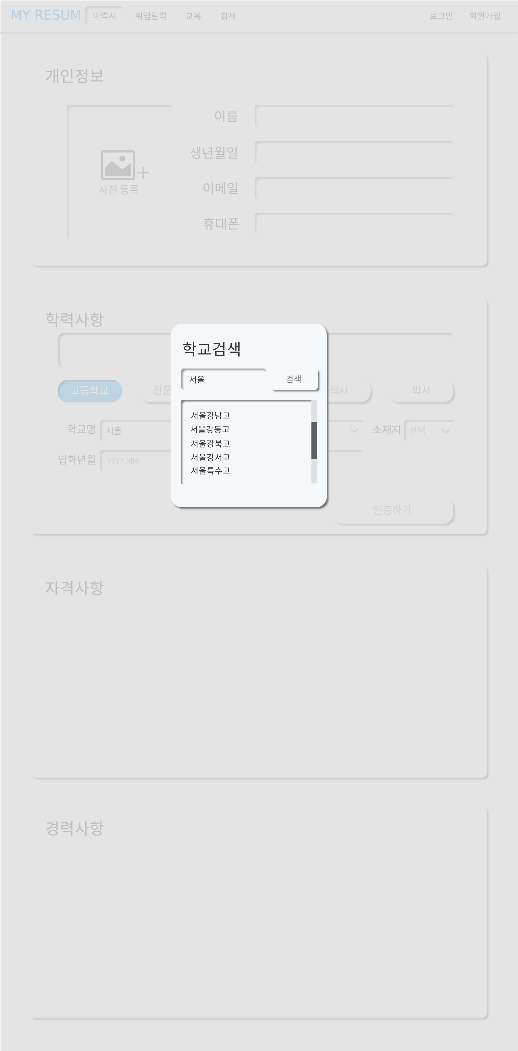 MY RESUM 이력서 취업달력 교육 검색 로그인 회원가입
개인정보
이름
생년월일
사진 등록
이메일
휴대폰
학력사항
학교검색
서울 검색
고등학교 전문 박사
학교명 서울 소재지 선택
입학년월 YYYY.MM
서울강남고
서울강동고
서울강북고
서울강서고
서울특수고
인증하기
자격사항
경력사항